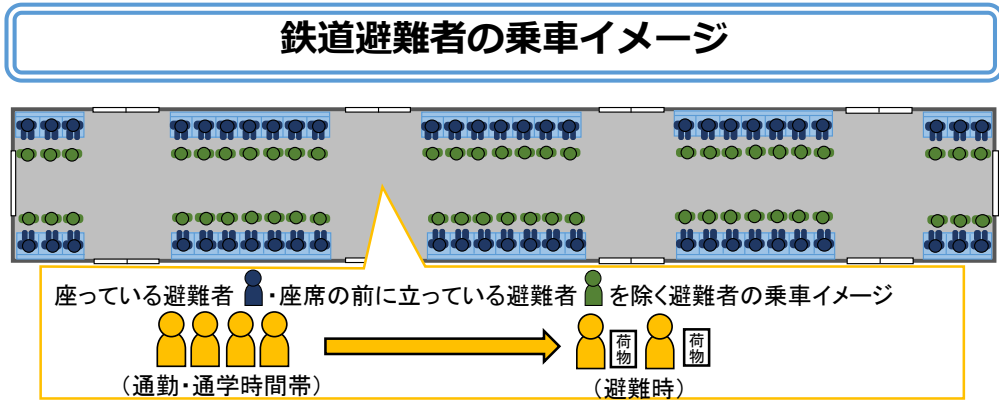 鉄道避難者の乗車イメージ
座っている避難者・座席の前に立っている避難者を除く避難者の乗車イメージ
荷物
荷物
(通勤・通学時間帯)
(避難時)